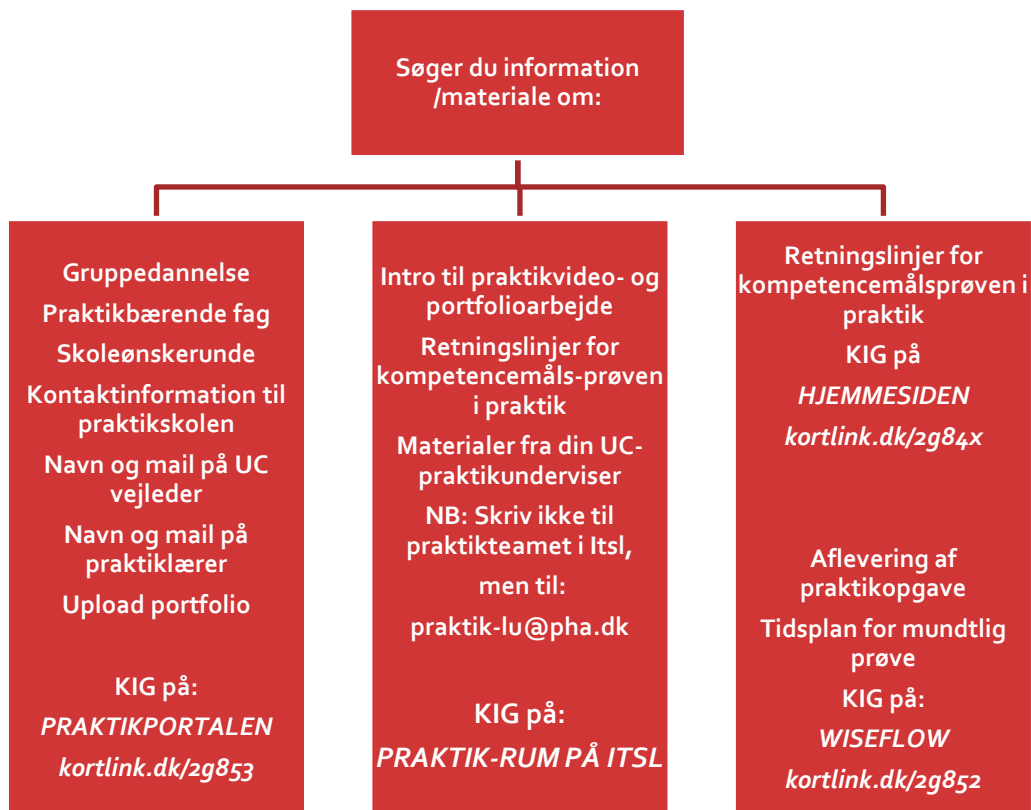 Søger du information
/materiale om:
Gruppedannelse
Praktikbærende fag
Skoleønskerunde
Kontaktinformation til
praktikskolen
Navn og mail på UC
vejleder
Navn og mail på
praktiklærer
Upload portfolio
KIG på:
PRAKTIKPORTALEN
kortlink.dk/2g853
Intro til praktikvideo- og
portfolioarbejde
Retningslinjer for
kompetencemåls-prøven
i praktik
Materialer fra din UC-
praktikunderviser
NB: Skriv ikke til
praktikteamet i Itsl,
men til:
praktik-lu@pha.dk
KIG på:
PRAKTIK-RUM PÅ ITSL
Retningslinjer for
kompetencemålsprøven i
praktik
KIG på
HJEMMESIDEN
kortlink.dk/2g84x
Aflevering af
praktikopgave
Tidsplan for mundtlig
prøve
KIG på:
WISEFLOW
kortlink.dk/2g852